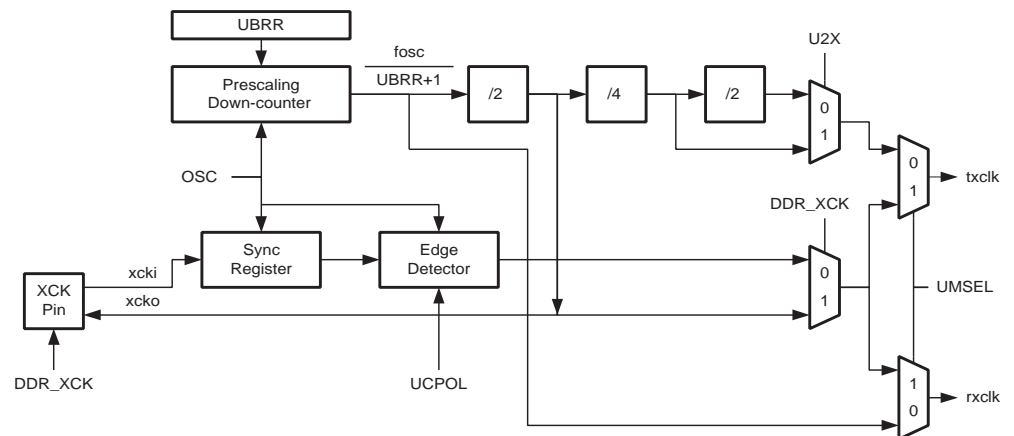 UBRR
fosc
UBRR+1
U2X
Prescaling
Down-counter
/2
/4
/2
0
1
OSC
0
1
txclk
DDR_XCK
Sync
Register
Edge
Detector
xcki
0
1
UMSEL
XCK
Pin
xcko
DDR_XCK
UCPOL
1
0
rxclk